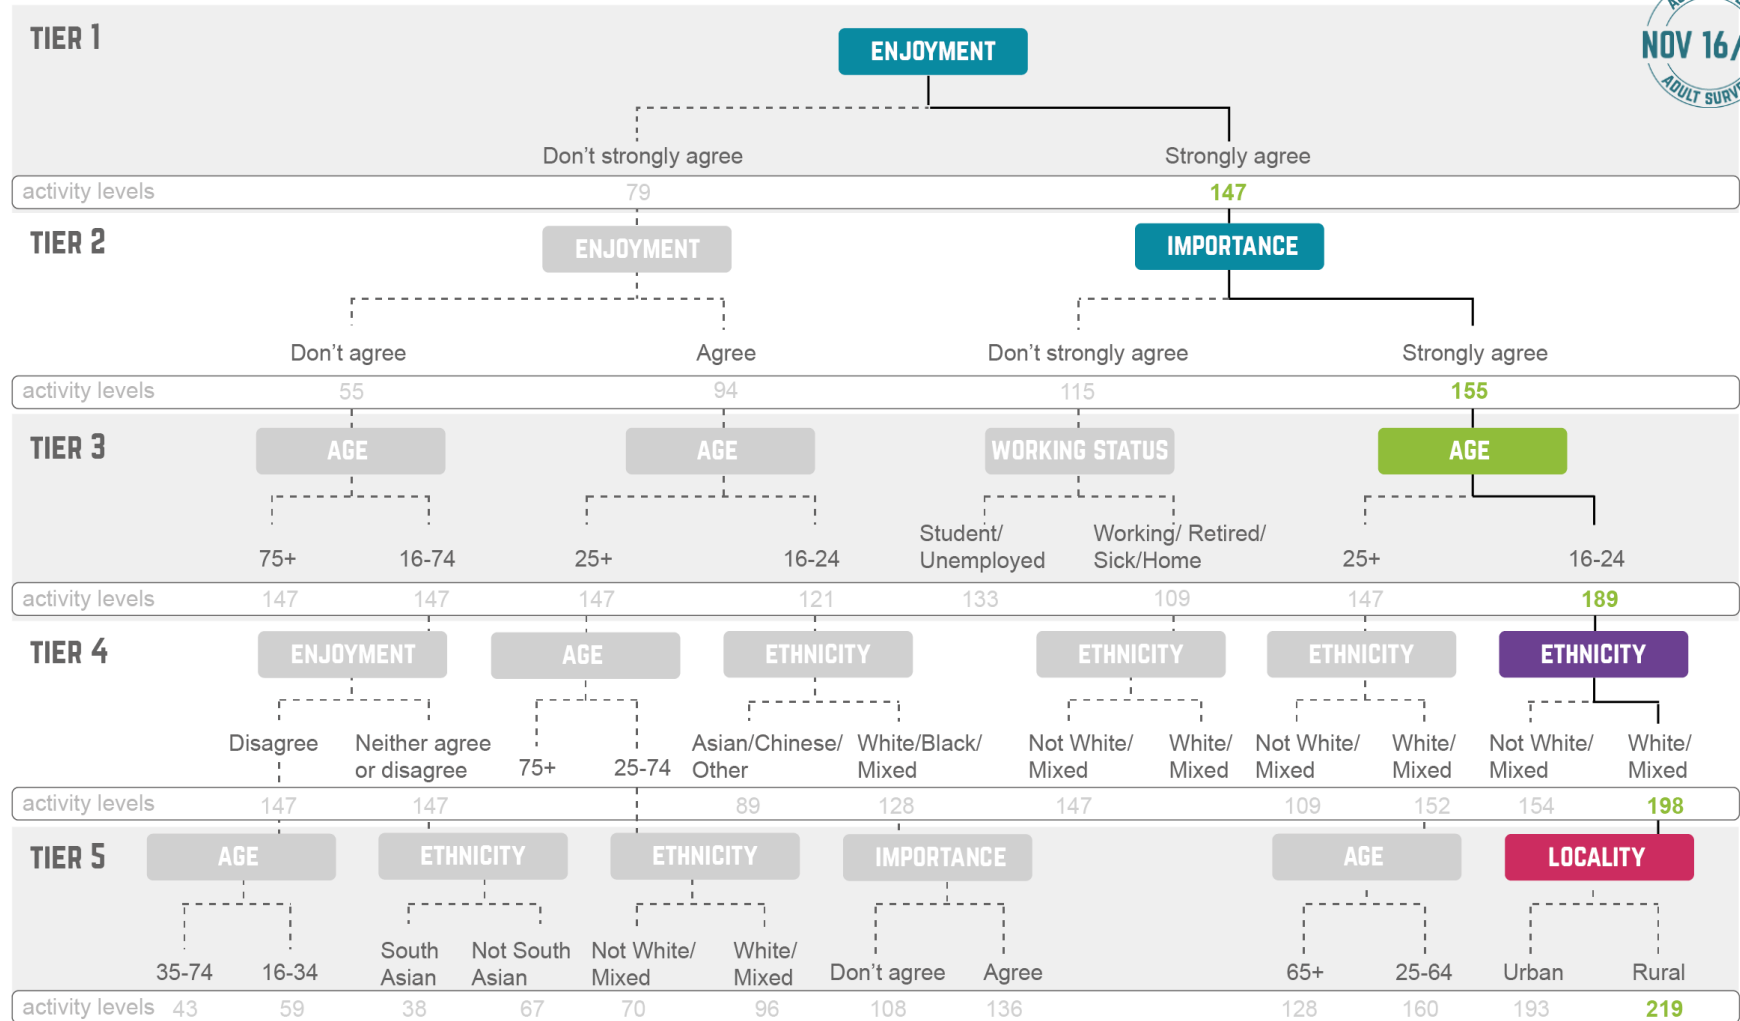 TIER 1
ENJOYMENT
NOV 16/
ADULT SURV
Don't strongly agree
Strongly agree
activity levels
79
147
TIER 2
ENJOYMENT
IMPORTANCE
Don't agree
Agree
Don't strongly agree
Strongly agree
activity levels
55
94
115
155
TIER 3
AGE
AGE
WORKING STATUS
AGE
75+
16-74
25+
16-24
Student/
Unemployed
Working/ Retired/
Sick/Home
25+
16-24
activity levels
147
147
147
121
133
109
147
189
TIER 4
ENJOYMENT
AGE
ETHNICITY
ETHNICITY
ETHNICITY
ETHNICITY
Disagree
Neither agree
or disagree
75+
25-74
Asian/Chinese/
Other
White/Black/
Mixed
Not White/
Mixed
White/
Mixed
Not White/
Mixed
White/
Mixed
Not White/
Mixed
White/
Mixed
activity levels
147
147
89
128
147
109
152
154
198
TIER 5
AGE
ETHNICITY
ETHNICITY
IMPORTANCE
AGE
LOCALITY
35-74
16-34
South
Asian
Not South
Asian
Not White/
Mixed
White/
Mixed
Don't agree
Agree
65+
25-64
Urban
Rural
activity levels
43
59
38
67
70
96
108
136
128
160
193
219